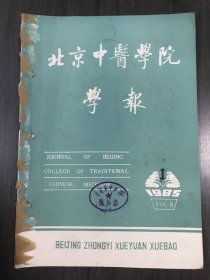 2
北京中醫學院
學報
JOURNAL OF BEIJING
COLLEGE OF TRADITIONAL
CHINESE
1
1985
VOL.8
BEIJING ZHONGYI XUEYUAN XUEBAO